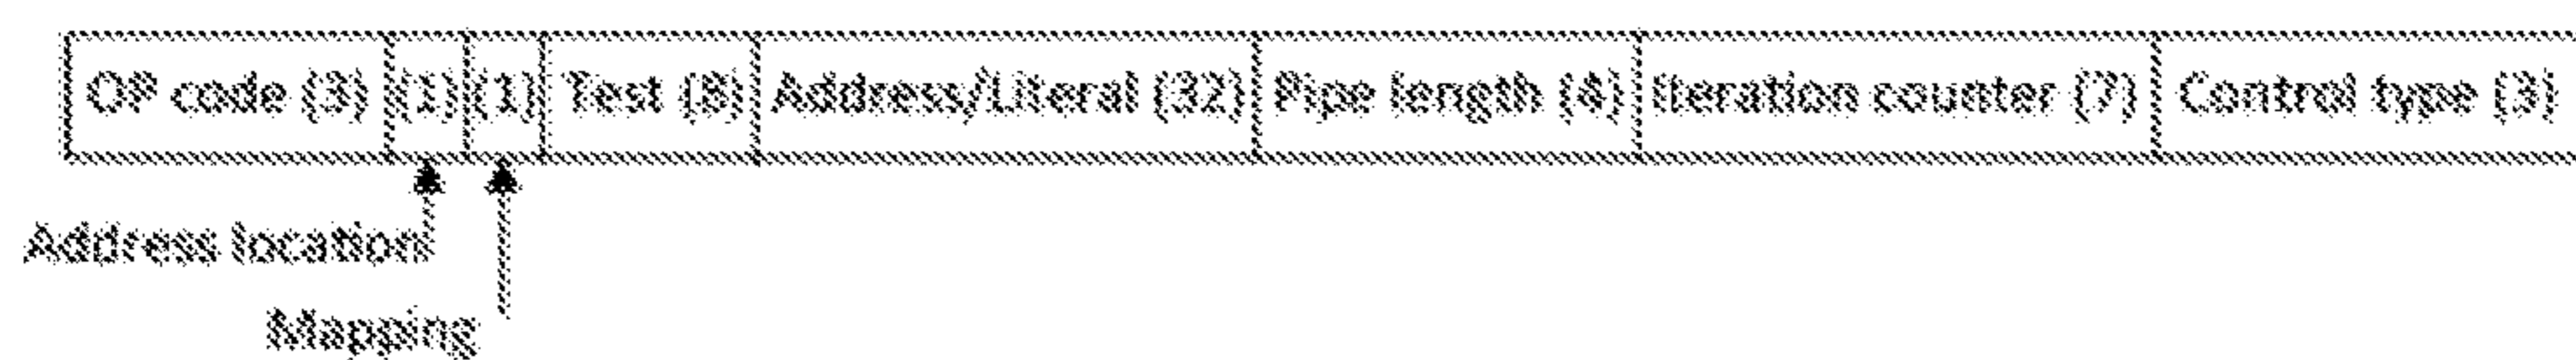 OP code (3) (1) (1) Test (8) Address/Literal (32) Pipe length (4) Iteration counter (7) Control type (3)
Address location
Mapping